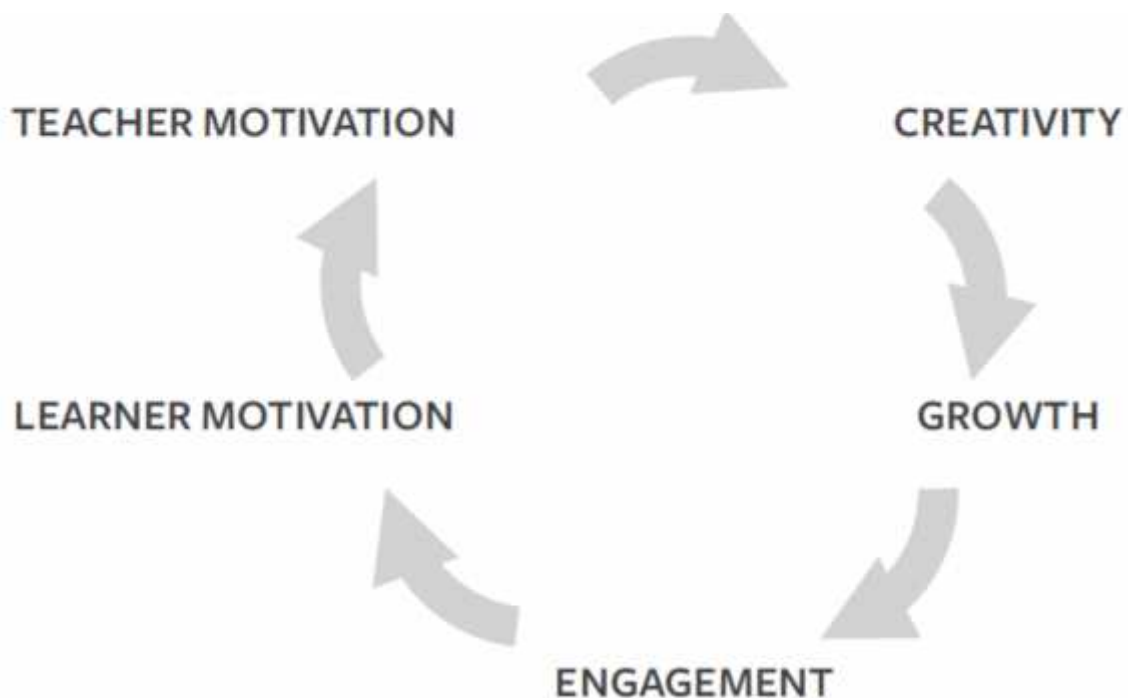 TEACHER MOTIVATION
CREATIVITY
LEARNER MOTIVATION
GROWTH
ENGAGEMENT